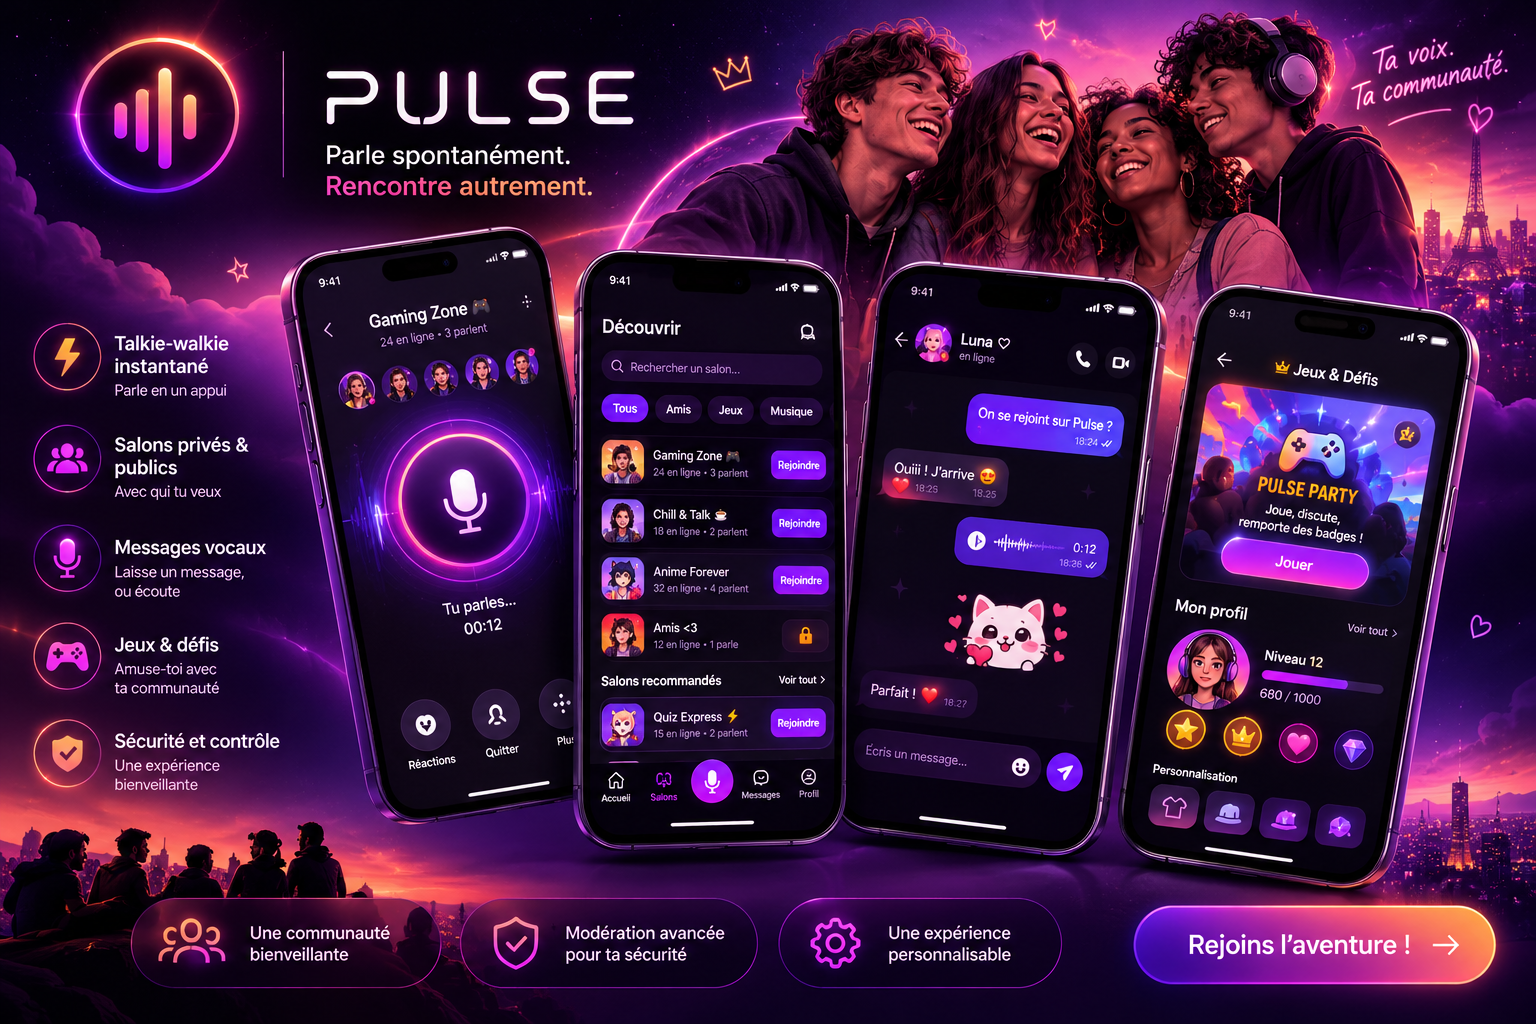 PULSE
Parle spontanément.
Rencontre autrement.
Ta voix.
Ta communauté.
Talkie-walkie
instantané
Parle en un appui
Salons privés &
publics
Avec qui tu veux
Messages vocaux
Laisse un message,
ou écoute
Jeux & défis
Amuse-toi avec
ta communauté
Sécurité et contrôle
Une expérience
bienveillante
9:41
Gaming Zone 🎮
24 en ligne • 3 parlent
Tu parles...
00:12
Réactions
Quitter
Plus
9:41
Découvrir
Rechercher un salon...
Tous
Amis
Jeux
Musique
Gaming Zone 🎮
24 en ligne • 3 parlent
Rejoindre
Chill & Talk ☕
18 en ligne • 2 parlent
Rejoindre
Anime Forever
32 en ligne • 4 parlent
Rejoindre
Amis <3
12 en ligne • 1 parle
Salons recommandés
Voir tout >
Quiz Express ⚡
15 en ligne • 2 parlent
Rejoindre
Accueil
Salons
Messages
Profil
9:41
Luna ♡
en ligne
On se rejoint sur Pulse ?
18:24
Ouiii ! J'arrive 😍
❤️ 18:25
18.25
0:12
18:26
Parfait ! ❤️ 18.27
Écris un message...
9:41
Jeux & Défis
PULSE PARTY
Joue, discute,
remporte des badges !
Jouer
Mon profil
Voir tout >
Niveau 12
680 / 1000
Personnalisation
Une communauté
bienveillante
Modération avancée
pour ta sécurité
Une expérience
personnalisable
Rejoins l'aventure ! →